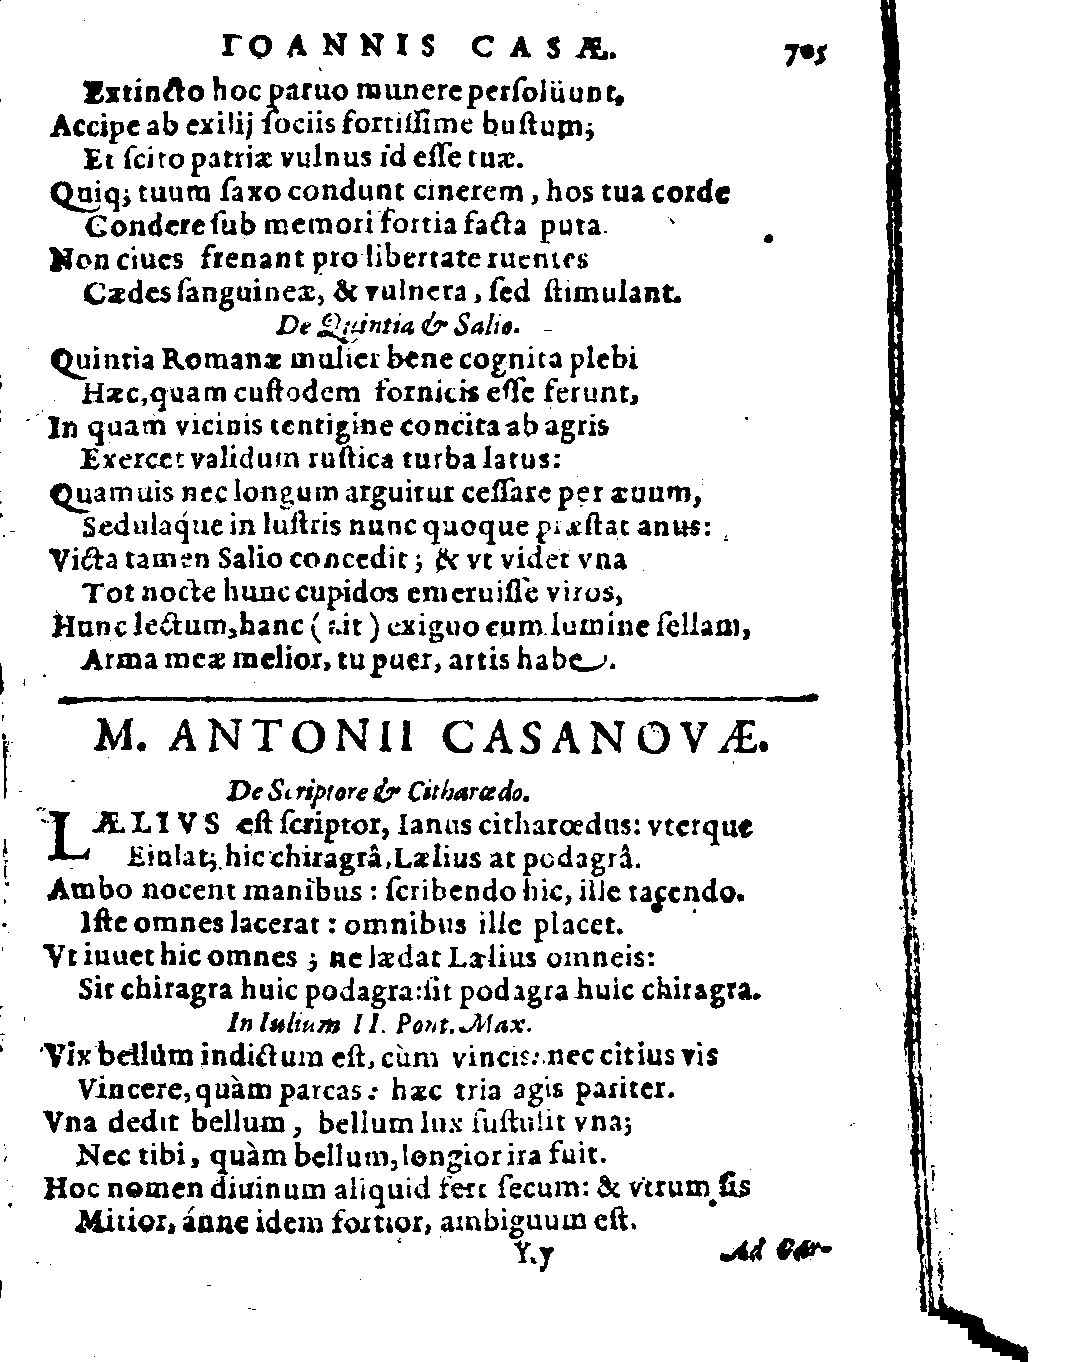 IOANNIS CASÆ. 705
Extincto hoc paruo munere persolüunt,
Accipe ab exilij sociis fortissime bustum;
Et scito patriæ vulnus id esse tuæ.
Quiq; tuum saxo condunt cinerem, hos tua corde
Condere sub memori fortia facta puta.
Non ciues frenant pro libertate ruentes
Cædes sanguineæ, & vulnera, sed stimulant.
De Quintia & Salio.
Quintia Romanæ mulier bene cognita plebi
Hæc, quam custodem fornicis esse ferunt,
In quam vicinis tentigine concita ab agris
Exercet validum rustica turba latus:
Quamuis nec longum arguitur cessare per æuum,
Sedulaq́ue in lustris nunc quoque præstat anus:
Victa tamen Salio concedit; & vt videt vna
Tot nocte hunc cupidos emeruisse viros,
Hunc lectum, hanc (ait) exiguo cum lumine sellam,
Arma meæ melior, tu puer, artis habe.
M. ANTONII CASANOVÆ.
De Scriptore & Citharœdo.
LÆLIVS est scriptor, Ianus citharœdus: vterque
Eiulat; hic chiragrâ, Lælius at podagrâ.
Ambo nocent manibus: scribendo hic, ille tacendo.
Iste omnes lacerat: omnibus ille placet.
Vt iuuet hic omnes; ne lædat Lælius omneis:
Sit chiragra huic podagra: sit podagra huic chiragra.
In Iulium II. Pont. Max.
Vix bellum indictum est, cùm vincis: nec citius vis
Vincere, quàm parcas: hæc tria agis pariter.
Vna dedit bellum, bellum lux sustulit vna;
Nec tibi, quàm bellum, longior ira fuit.
Hoc nomen diuinum aliquid fert secum: & vtrum sis
Mitior, ánne idem fortior, ambiguum est.
Y.y Ad Car-